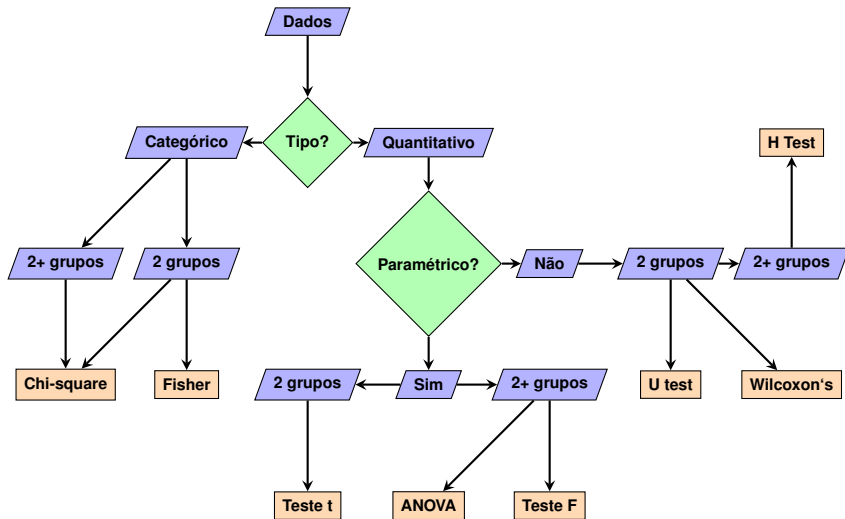 Dados
Categórico
Tipo?
Quantitativo
H Test
2+ grupos
2 grupos
Paramétrico?
Não
2 grupos
2+ grupos
Chi-square
Fisher
2 grupos
Sim
2+ grupos
U test
Wilcoxon‘s
Teste t
ANOVA
Teste F